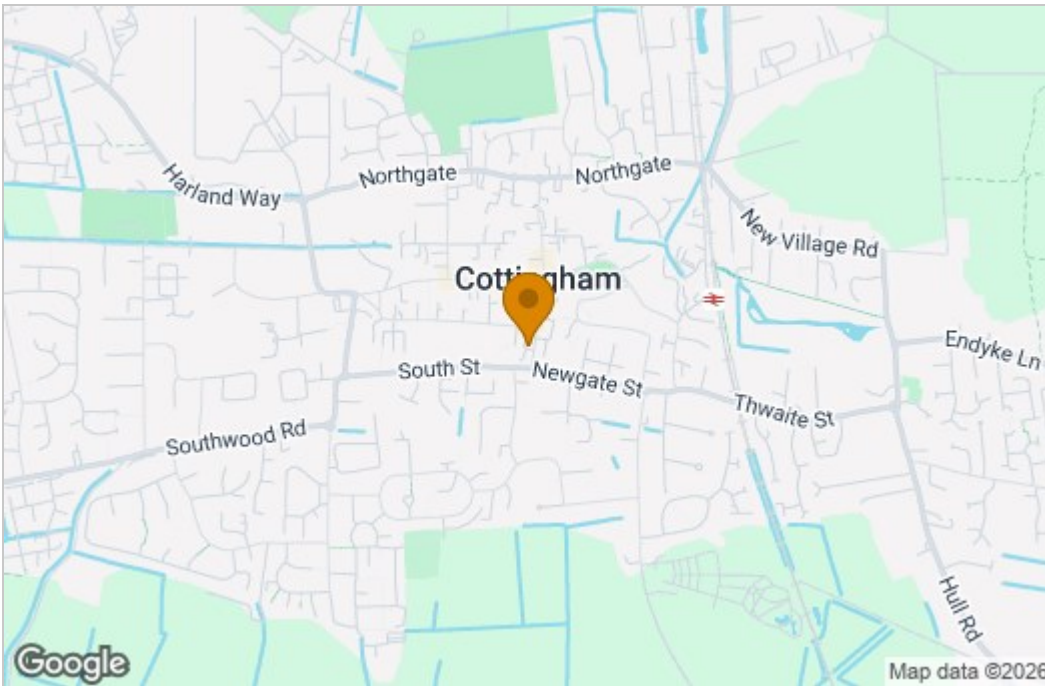 Northgate
Northgate
Harland Way
New Village Rd
Cottingham
Endyke Ln
South St
Newgate St
Thwaite St
Southwood Rd
Hull Rd
Google
Map data ©2026